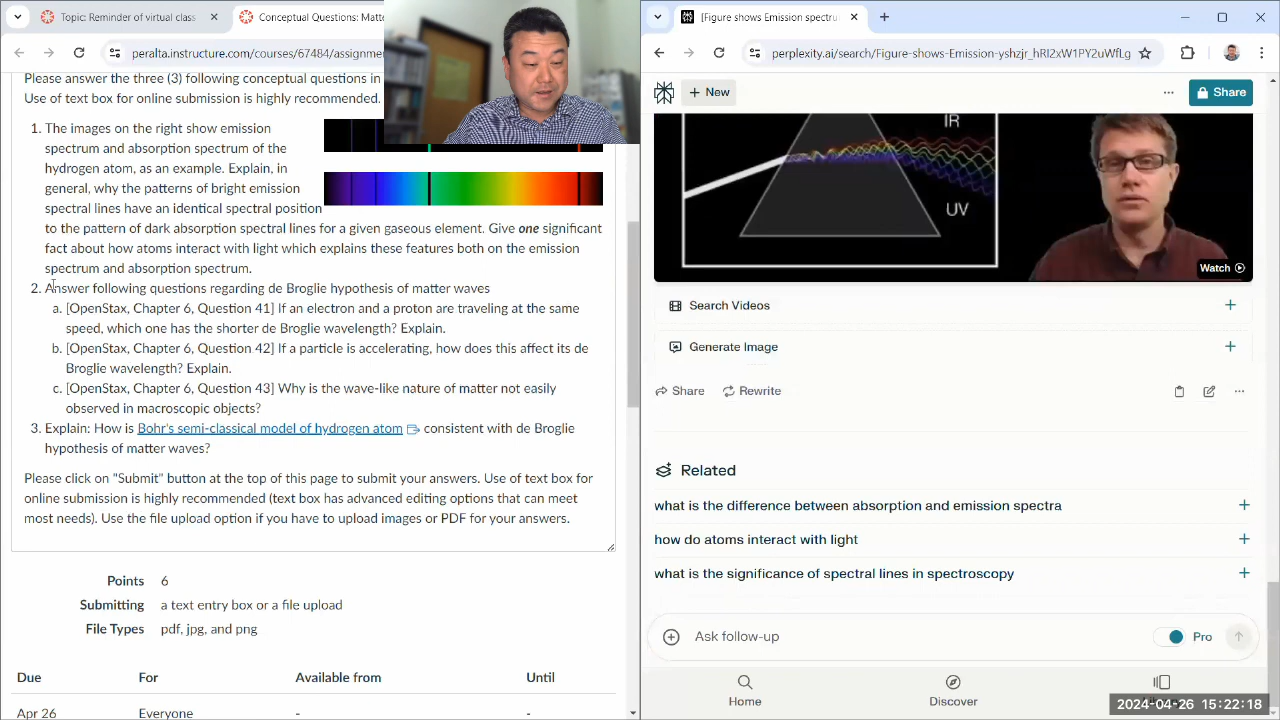 Topic Reminder of virtual class
Conceptual Questions: Matte
[Figure shows Emission spectru
peralta.instructure.com/courses/67484/assignme
perplexity.ai/search/Figure-shows-Emission-yshzjr_hRI2xW1BY2uWfLg
Please answer the three (3) following conceptual questions in
Use of text box for online submission is highly recommended.
1. The images on the right show emission
spectrum and absorption spectrum of the
hydrogen atom, as an example. Explain, in
general, why the patterns of bright emission
spectral lines have an identical spectral position
to the pattern of dark absorption spectral lines for a given gaseous element. Give one significant
fact about how atoms interact with light which explains these features both on the emission
spectrum and absorption spectrum.
2. Answer following questions regarding de Broglie hypothesis of matter waves
a. [OpenStax, Chapter 6, Question 41] If an electron and a proton are traveling at the same
speed, which one has the shorter de Broglie wavelength? Explain.
b. [OpenStax, Chapter 6, Question 42] If a particle is accelerating, how does this affect its de
Broglie wavelength? Explain.
c. [OpenStax, Chapter 6, Question 43] Why is the wave-like nature of matter not easily
observed in macroscopic objects?
3. Explain: How is Bohr's semi-classical model of hydrogen atom consistent with de Broglie
hypothesis of matter waves?
Please click on "Submit" button at the top of this page to submit your answers. Use of text box for
online submission is highly recommended (text box has advanced editing options that can meet
most needs). Use the file upload option if you have to upload images or PDF for your answers.
Points 6
Submitting a text entry box or a file upload
File Types pdf, jpg, and png
Due For Available from Until
Apr 26 Everyone - -
New
Share
IR
UV
Watch
Search Videos
Generate Image
Share Rewrite
Related
what is the difference between absorption and emission spectra
how do atoms interact with light
what is the significance of spectral lines in spectroscopy
Ask follow-up
Pro
Home Discover
2024-04-26 15:22:18